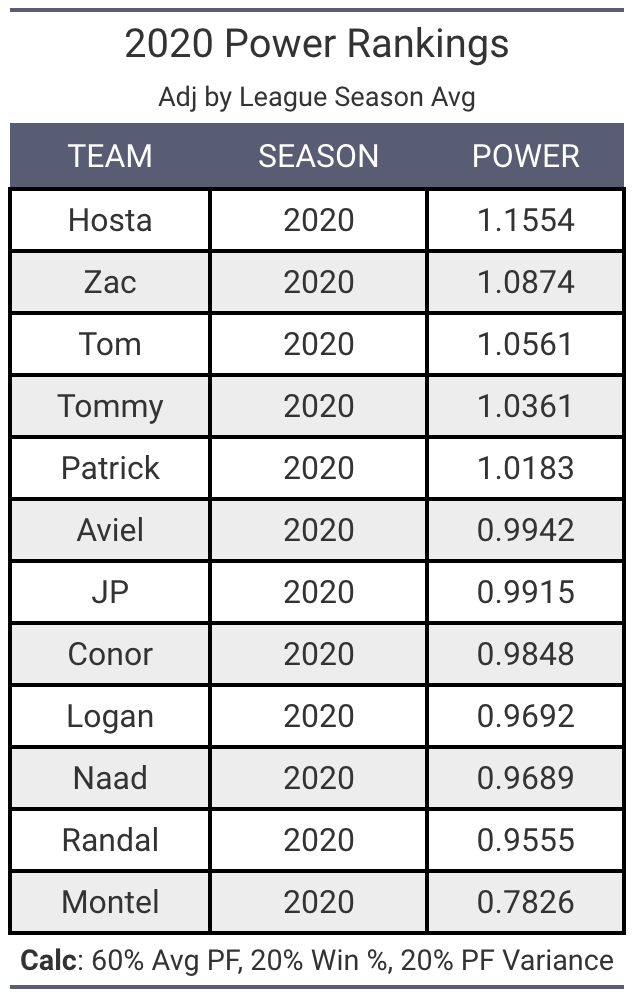 2020 Power Rankings
Adj by League Season Avg
TEAM SEASON POWER
Hosta 2020 1.1554
Zac 2020 1.0874
Tom 2020 1.0561
Tommy 2020 1.0361
Patrick 2020 1.0183
Aviel 2020 0.9942
JP 2020 0.9915
Conor 2020 0.9848
Logan 2020 0.9692
Naad 2020 0.9689
Randal 2020 0.9555
Montel 2020 0.7826
Calc: 60% Avg PF, 20% Win %, 20% PF Variance